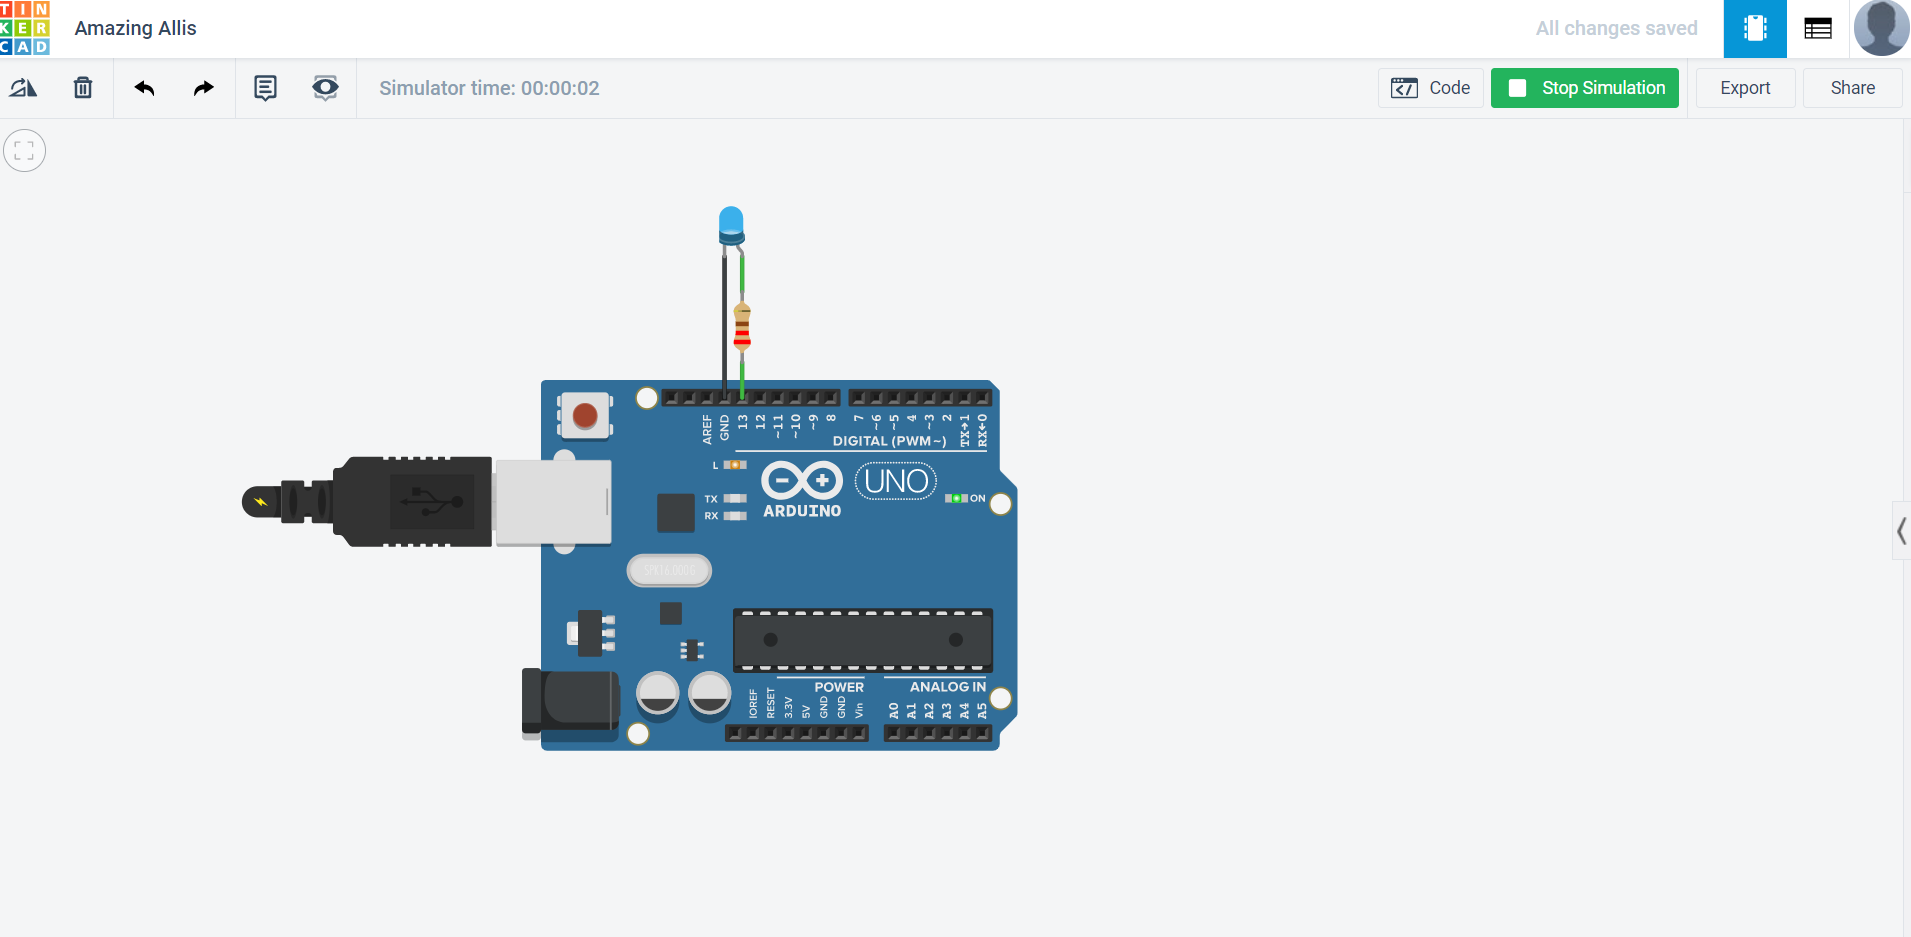 TIN
KER
CAD
Amazing Allis
All changes saved
Simulator time: 00:00:02
Code
Stop Simulation
Export
Share
AREF
GND
13
12
~11
~10
~9
8
7
~6
~5
4
~3
2
TX→1
RX←0
DIGITAL (PWM~)
L
TX
RX
ARDUINO
UNO
ON
SPK16.000G
POWER
ANALOG IN
IOREF
RESET
3.3V
5V
GND
GND
Vin
A0
A1
A2
A3
A4
A5